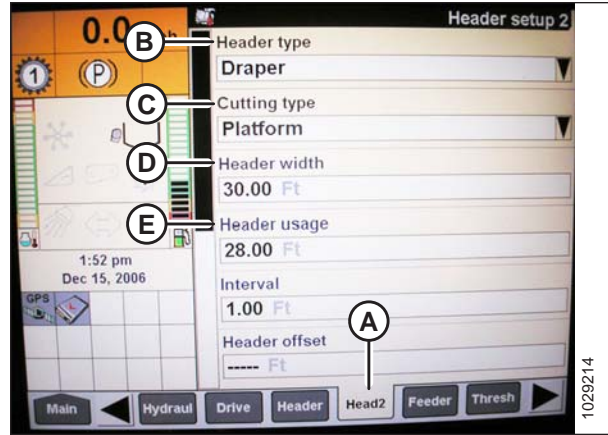 Header setup 2
0.0
B
Header type
Draper
1
(P)
C
Cutting type
Platform
D
Header width
30.00 Ft
E
Header usage
28.00 Ft
1:52 pm
Dec 15, 2006
Interval
1.00 Ft
GPS
A
Header offset
----- Ft
Main
Hydraul
Drive
Header
Head2
Feeder
Thresh
1029214